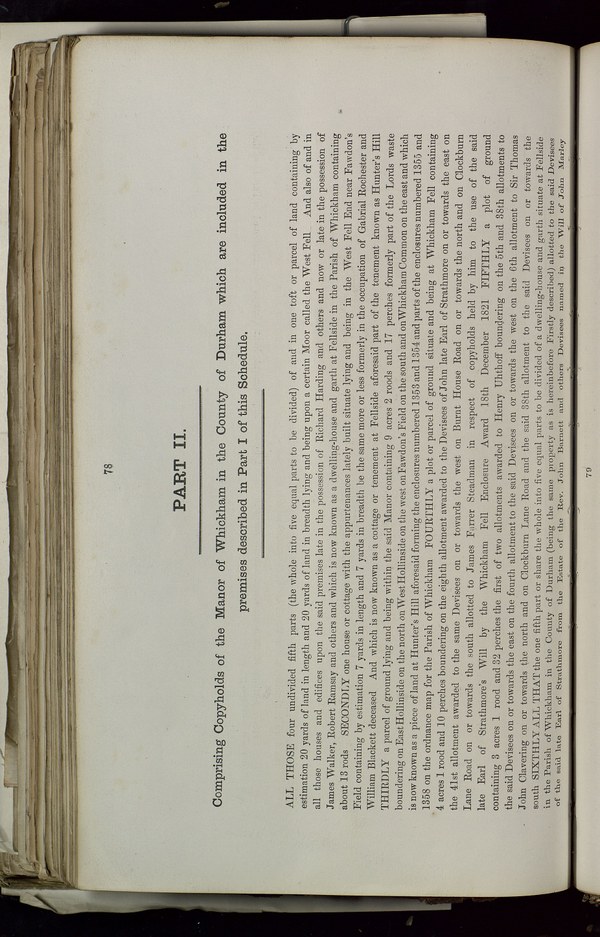 78
PART II.
Comprising Copyholds of the Manor of Whickham in the County of Durham which are included in the
premises described in Part I of this Schedule.
ALL THOSE four undivided fifth parts (the whole into five equal parts to be divided) of and in one toft or parcel of land containing by
estimation 20 yards of land in length and 20 yards of land in breadth lying and being upon a certain Moor called the West Fell And also of and in
all those houses and edifices upon the said premises late in the possession of Richard Harding and others and now or late in the possession of
James Walker, Robert Ramsay and others and which is now known as a dwelling-house and garth at Fellside in the Parish of Whickham containing
about 13 rods SECONDLY one house or cottage with the appurtenances lately built situate lying and being in the West Fell End near Fawdon's
Field containing by estimation 7 yards in length and 7 yards in breadth be the same more or less formerly in the occupation of Gabrial Rochester and
William Blackett deceased And which is now known as a cottage or tenement at Fellside aforesaid part of the tenement known as Hunter's Hill
THIRDLY a parcel of ground lying and being within the said Manor containing 9 acres 2 roods and 17 perches formerly part of the Lords waste
boundering on East Hollinside on the north on West Hollinside on the west on Fawdon's Field on the south and on Whickham Common on the east and which
is now known as a piece of land at Hunter's Hill aforesaid forming the enclosures numbered 1353 and 1354 and parts of the enclosures numbered 1355 and
1358 on the ordnance map for the Parish of Whickham FOURTHLY a plot or parcel of ground situate and being at Whickham Fell containing
4 acres 1 rood and 10 perches boundering on the eighth allotment awarded to the Devisees of John late Earl of Strathmore on or towards the east on
the 41st allotment awarded to the same Devisees on or towards the west on Burnt House Road on or towards the north and on Clockburn
Lane Road on or towards the south allotted to James Farrer Steadman in respect of copyholds held by him to the use of the said
late Earl of Strathmore's Will by the Whickham Fell Enclosure Award 18th December 1821 FIFTHLY a plot of ground
containing 3 acres 1 rood and 32 perches the first of two allotments awarded to Henry Uhthoff boundering on the 5th and 38th allotments to
the said Devisees on or towards the east on the fourth allotment to the said Devisees on or towards the west on the 6th allotment to Sir Thomas
John Clavering on or towards the north and on Clockburn Lane Road and the said 38th allotment to the said Devisees on or towards the
south SIXTHLY ALL THAT the one fifth part or share the whole into five equal parts to be divided of a dwelling-house and garth situate at Fellside
in the Parish of Whickham in the County of Durham (being the same property as is hereinbefore Firstly described) allotted to the said Devisees
of the said late Earl of Strathmore from the Estate of the Rev. John Barnett and others Devisees named in the Will of John Marley
79